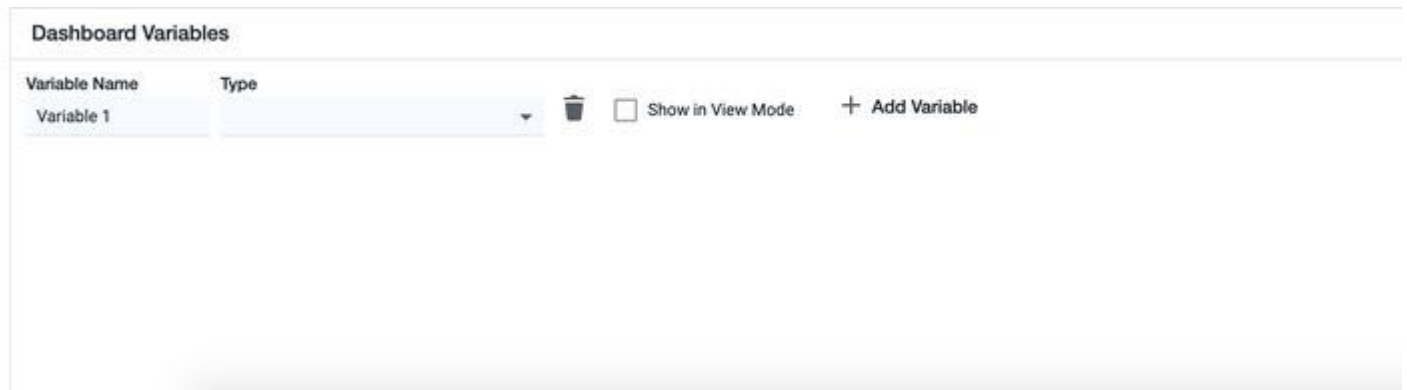 Dashboard Variables
Variable Name Type
Variable 1 Show in View Mode + Add Variable